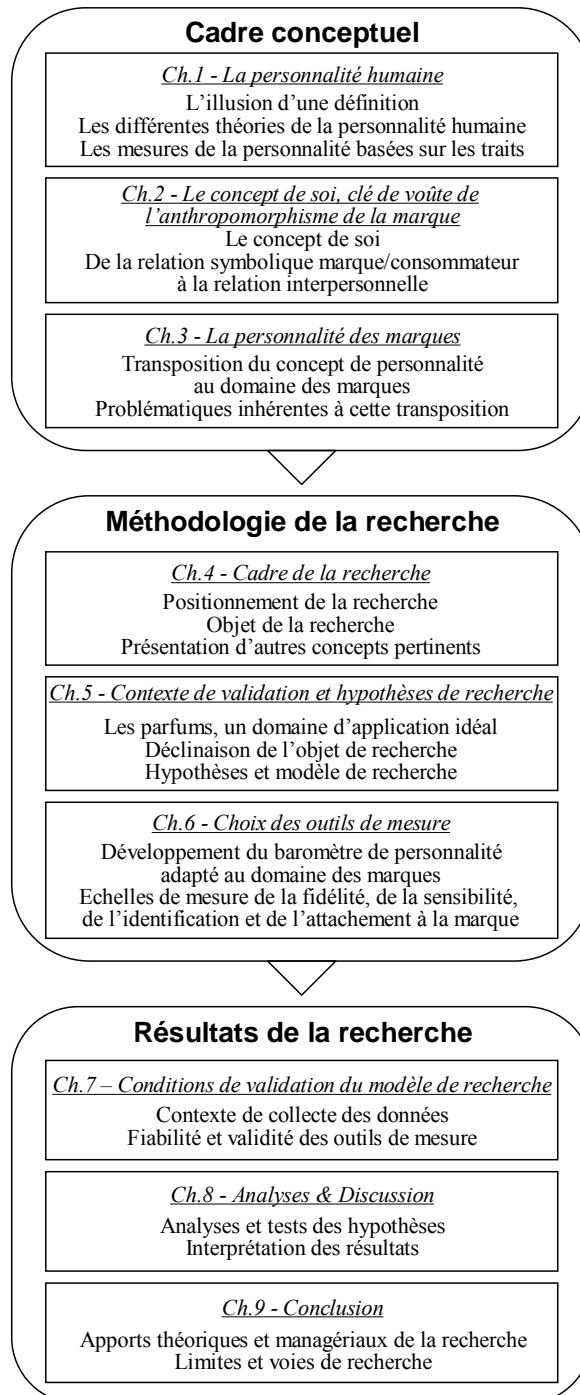 Cadre conceptuel
Ch.1 - La personnalité humaine
L'illusion d'une définition
Les différentes théories de la personnalité humaine
Les mesures de la personnalité basées sur les traits
Ch.2 - Le concept de soi, clé de voûte de
l'anthropomorphisme de la marque
Le concept de soi
De la relation symbolique marque/consommateur
à la relation interpersonnelle
Ch.3 - La personnalité des marques
Transposition du concept de personnalité
au domaine des marques
Problématiques inhérentes à cette transposition
Méthodologie de la recherche
Ch.4 - Cadre de la recherche
Positionnement de la recherche
Objet de la recherche
Présentation d'autres concepts pertinents
Ch.5 - Contexte de validation et hypothèses de recherche
Les parfums, un domaine d'application idéal
Déclinaison de l'objet de recherche
Hypothèses et modèle de recherche
Ch.6 - Choix des outils de mesure
Développement du baromètre de personnalité
adapté au domaine des marques
Echelles de mesure de la fidélité, de la sensibilité,
de l'identification et de l'attachement à la marque
Résultats de la recherche
Ch.7 – Conditions de validation du modèle de recherche
Contexte de collecte des données
Fiabilité et validité des outils de mesure
Ch.8 - Analyses & Discussion
Analyses et tests des hypothèses
Interprétation des résultats
Ch.9 - Conclusion
Apports théoriques et managériaux de la recherche
Limites et voies de recherche